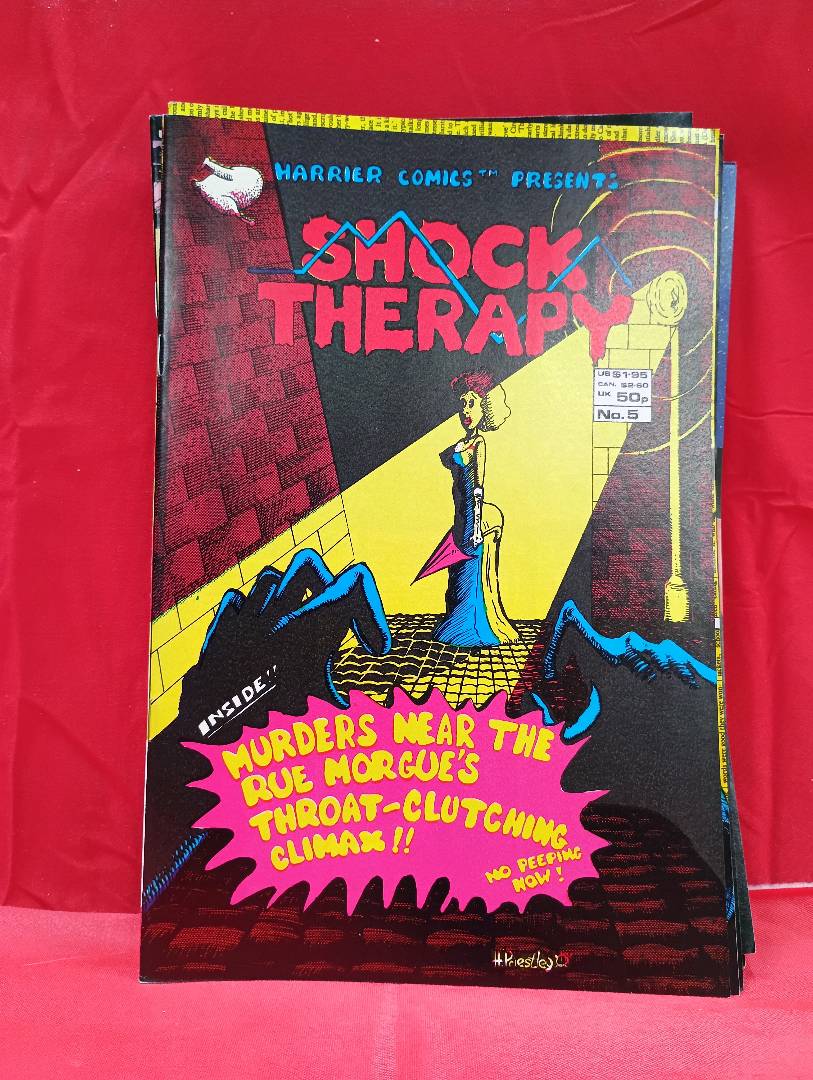 HARRIER COMICS™ PRESENTS
SHOCK
THERAPY
US $1·95
CAN. $2·60
UK 50p
No. 5
INSIDE!!
MURDERS NEAR THE
RUE MORGUE'S
THROAT-CLUTCHING
CLIMAX!!
NO PEEPING
NOW!
H.Priestley